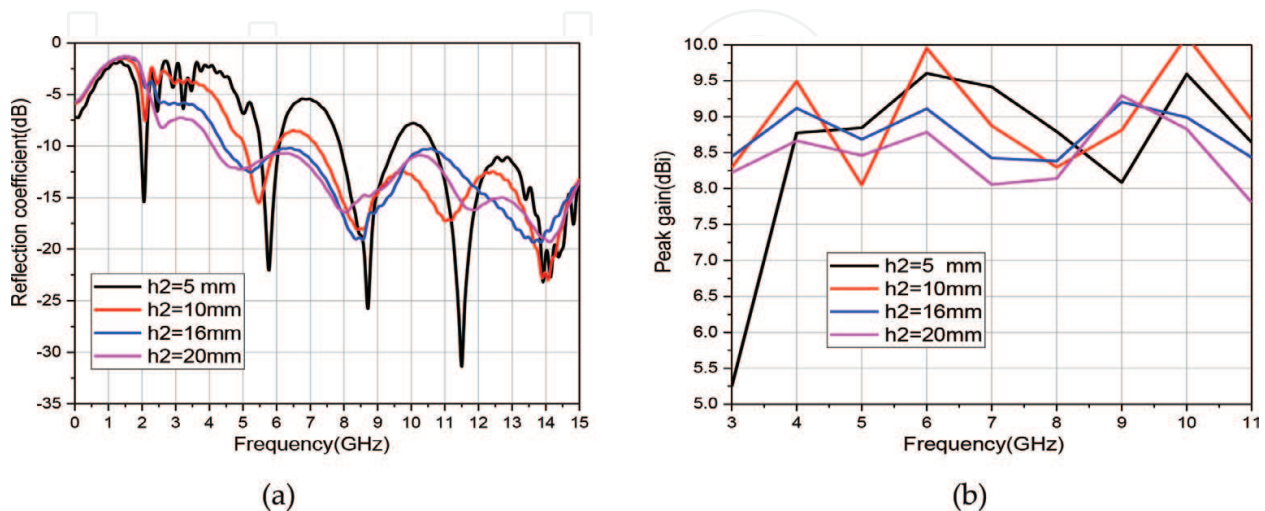 0
-5
-10
-15
-20
-25
-30
-35
Reflection coefficient(dB)
h2=5 mm
h2=10mm
h2=16mm
h2=20mm
0 1 2 3 4 5 6 7 8 9 10 11 12 13 14 15
Frequency(GHz)
(a)
10.0
9.5
9.0
8.5
8.0
7.5
7.0
6.5
6.0
5.5
5.0
Peak gain(dBi)
h2=5 mm
h2=10mm
h2=16mm
h2=20mm
3 4 5 6 7 8 9 10 11
Frequency(GHz)
(b)